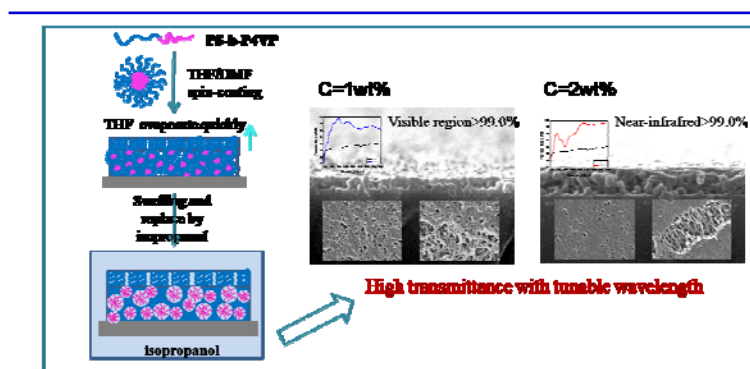 PS-b-P4VP
THF/DMF
spin-coating
THF evaporate quickly
Swelling and
replace by
isopropanol
isopropanol
C=1wt%
Visible region>99.0%
C=2wt%
Near-infrafred>99.0%
High transmittance with tunable wavelength